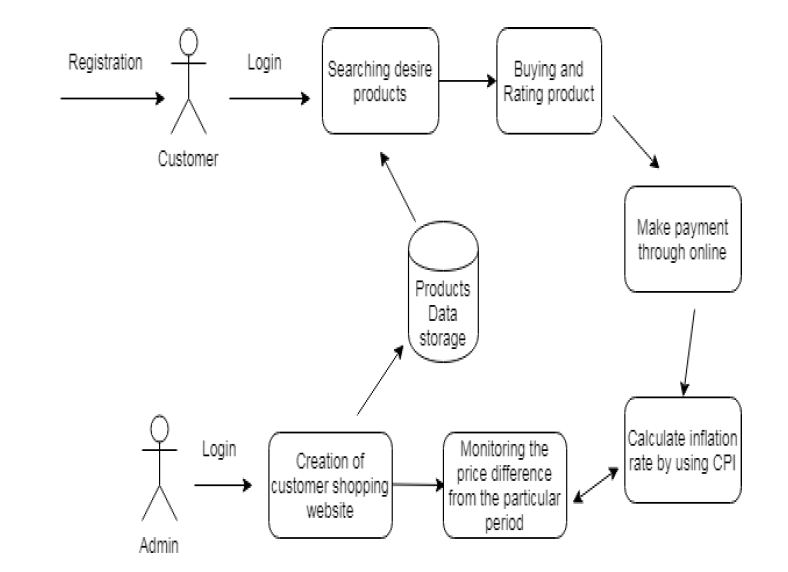 Registration
Login
Customer
Searching desire
products
Buying and
Rating product
Make payment
through online
Products
Data
storage
Calculate inflation
rate by using CPI
Monitoring the
price difference
from the particular
period
Creation of
customer shopping
website
Login
Admin